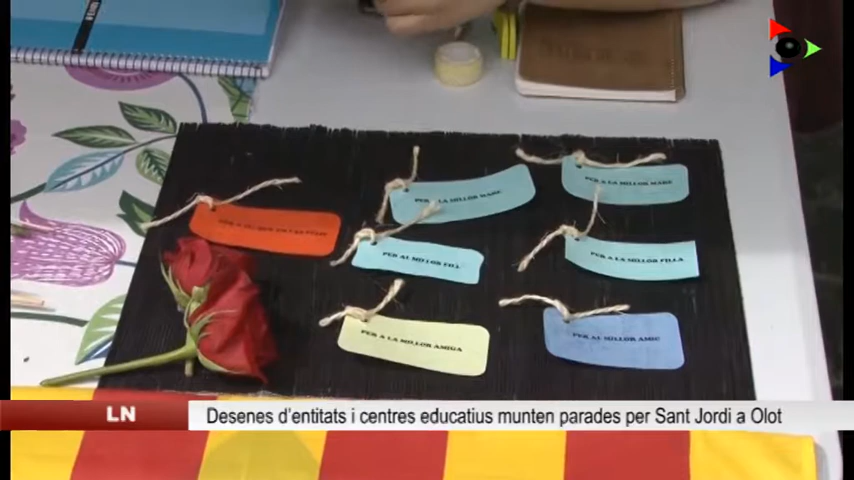 PER A LA MILLOR MARE
PER A LA MILLOR MARE
PER AL MILLOR FILL
PER A LA MILLOR FILLA
PER A LA MILLOR AMIGA
PER AL MILLOR AMIC
LN
Desenes d'entitats i centres educatius munten parades per Sant Jordi a Olot